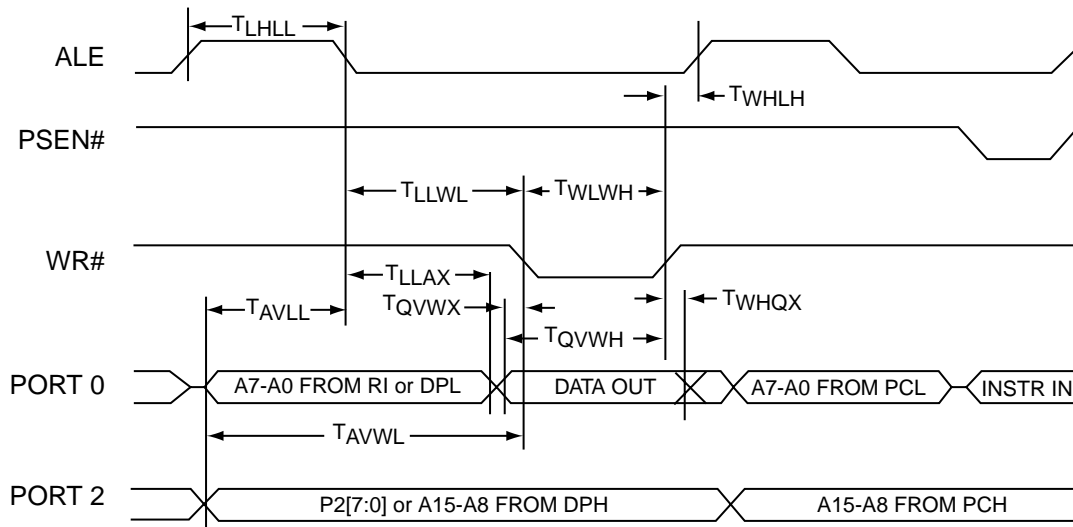 TLHLL
ALE
TWHLH
PSEN#
TLLWL TWLWH
WR#
TLLAX
TQVWX TWHQX
TAVLL
TQVWH
PORT 0 A7-A0 FROM RI or DPL DATA OUT A7-A0 FROM PCL INSTR IN
TAVWL
PORT 2 P2[7:0] or A15-A8 FROM DPH A15-A8 FROM PCH